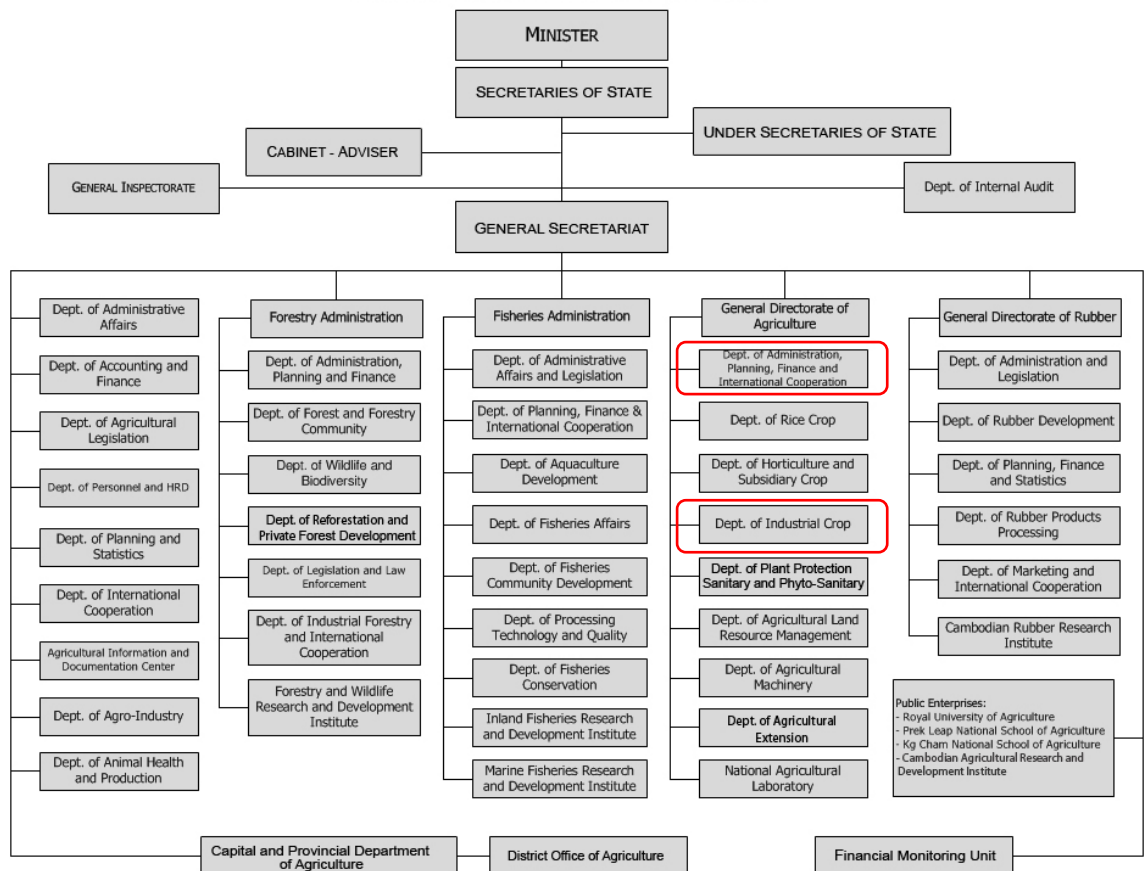 MINISTER
SECRETARIES OF STATE
UNDER SECRETARIES OF STATE
CABINET - ADVISER
GENERAL INSPECTORATE
Dept. of Internal Audit
GENERAL SECRETARIAT
Dept. of Administrative
Affairs
Dept. of Accounting and
Finance
Dept. of Agricultural
Legislation
Dept. of Personnel and HRD
Dept. of Planning and
Statistics
Dept. of International
Cooperation
Agricultural Information and
Documentation Center
Dept. of Agro-Industry
Dept. of Animal Health
and Production
Forestry Administration
Dept. of Administration,
Planning and Finance
Dept. of Forest and Forestry
Community
Dept. of Wildlife and
Biodiversity
Dept. of Reforestation and
Private Forest Development
Dept. of Legislation and Law
Enforcement
Dept. of Industrial Forestry
and International
Cooperation
Forestry and Wildlife
Research and Development
Institute
Fisheries Administration
Dept. of Administrative
Affairs and Legislation
Dept. of Planning, Finance &
International Cooperation
Dept. of Aquaculture
Development
Dept. of Fisheries Affairs
Dept. of Fisheries
Community Development
Dept. of Processing
Technology and Quality
Dept. of Fisheries
Conservation
Inland Fisheries Research
and Development Institute
Marine Fisheries Research
and Development Institute
General Directorate of
Agriculture
Dept. of Administration,
Planning, Finance and
International Cooperation
Dept. of Rice Crop
Dept. of Horticulture and
Subsidiary Crop
Dept. of Industrial Crop
Dept. of Plant Protection
Sanitary and Phyto-Sanitary
Dept. of Agricultural Land
Resource Management
Dept. of Agricultural
Machinery
Dept. of Agricultural
Extension
National Agricultural
Laboratory
General Directorate of Rubber
Dept. of Administration and
Legislation
Dept. of Rubber Development
Dept. of Planning, Finance
and Statistics
Dept. of Rubber Products
Processing
Dept. of Marketing and
International Cooperation
Cambodian Rubber Research
Institute
Public Enterprises:
- Royal University of Agriculture
- Prek Leap National School of Agriculture
- Kg Cham National School of Agriculture
- Cambodian Agricultural Research and
Development Institute
Capital and Provincial Department
of Agriculture
District Office of Agriculture
Financial Monitoring Unit